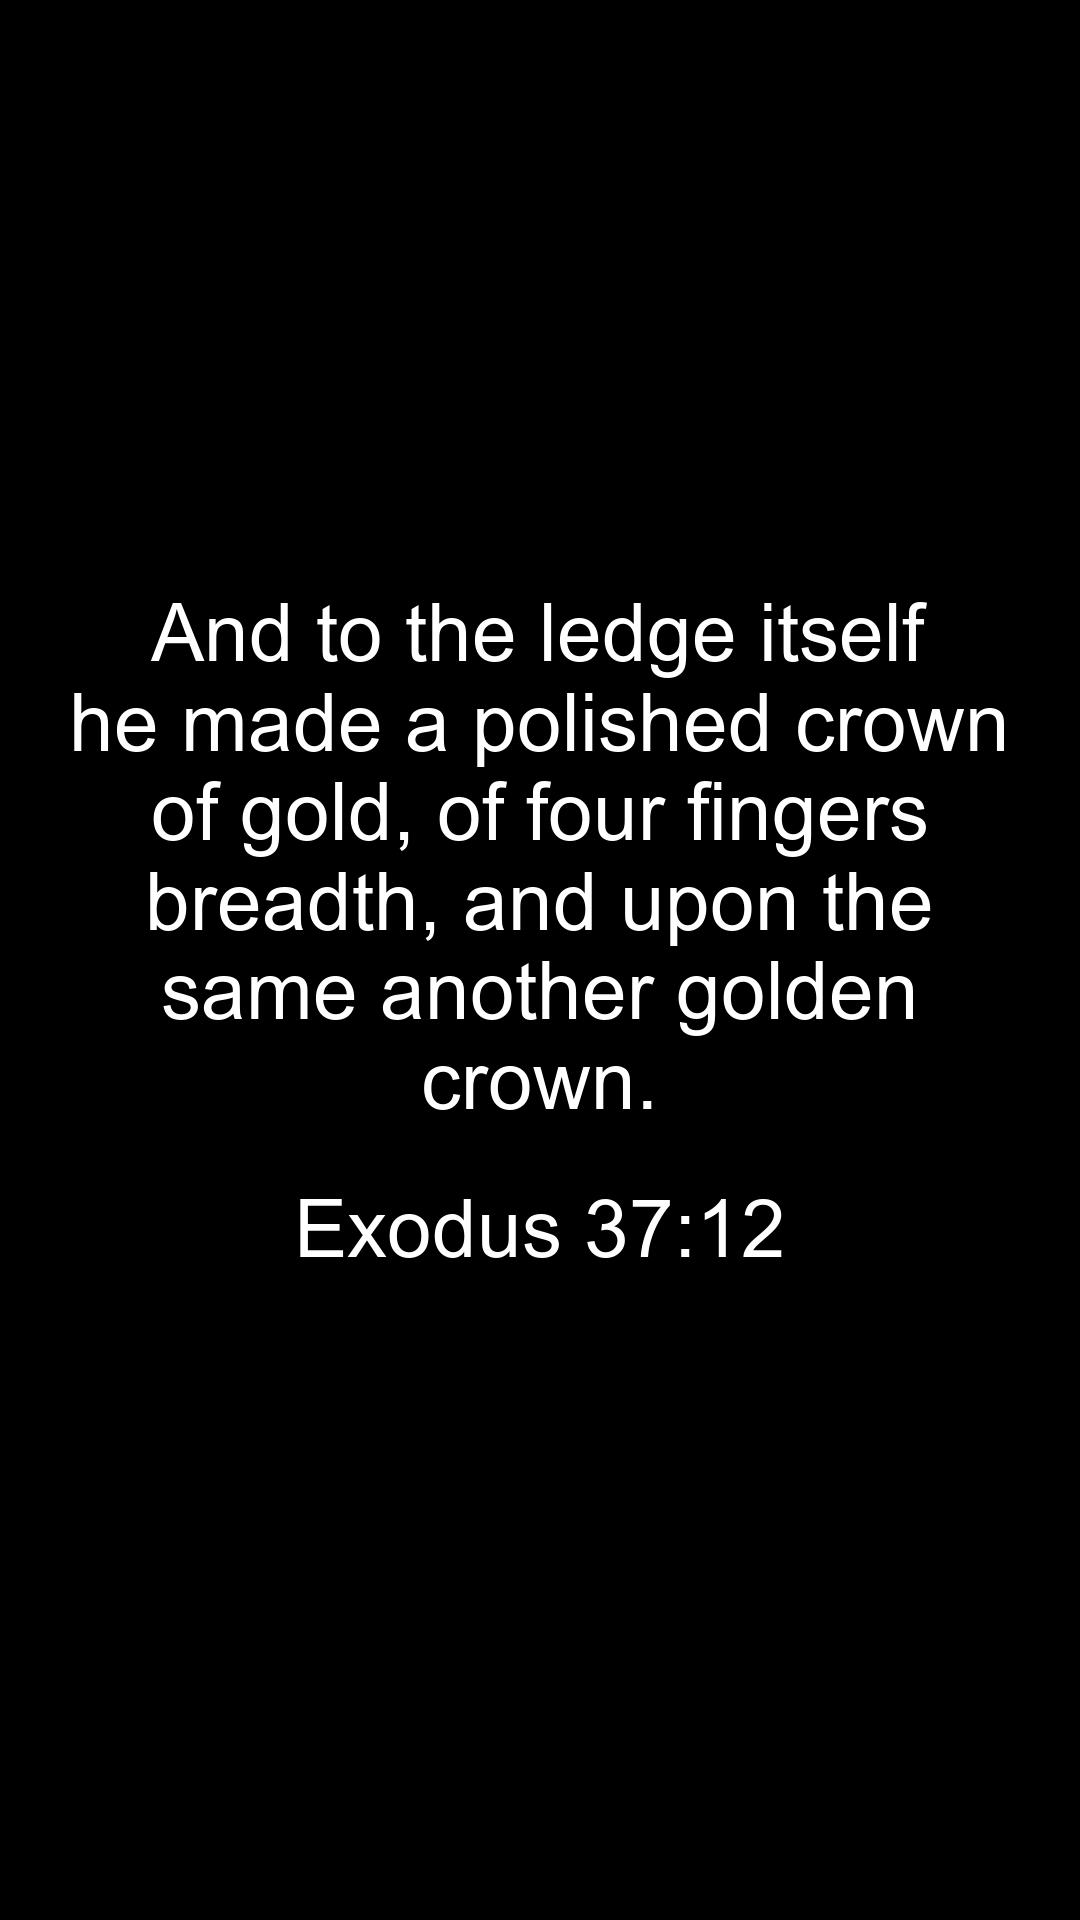 And to the ledge itself
he made a polished crown
of gold, of four fingers
breadth, and upon the
same another golden
crown.
Exodus 37:12